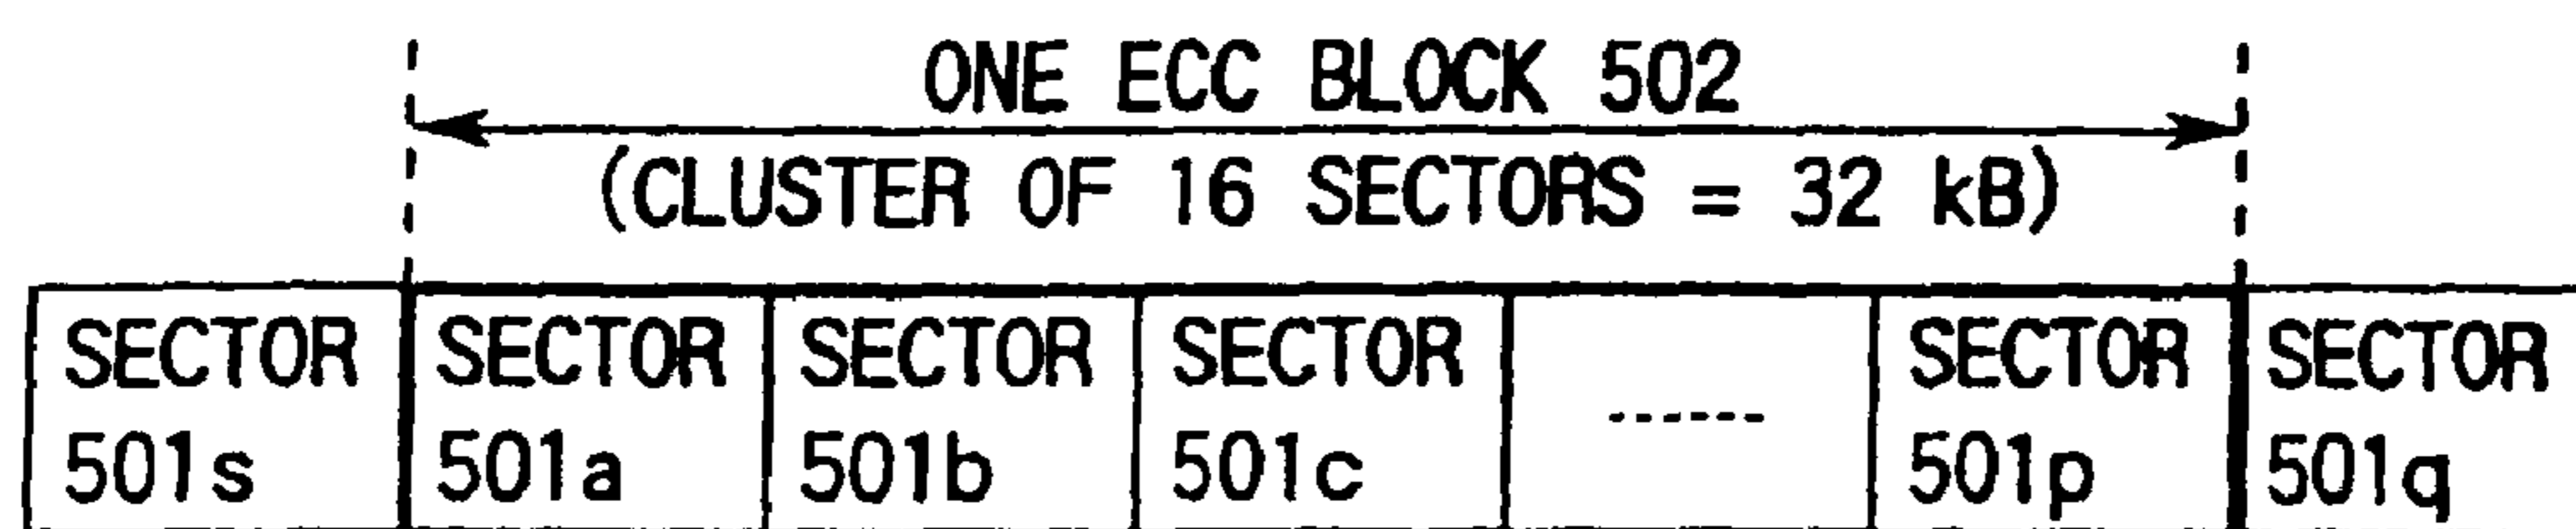 ONE ECC BLOCK 502
(CLUSTER OF 16 SECTORS = 32 kB)
SECTOR SECTOR SECTOR SECTOR SECTOR SECTOR
501s 501a 501b 501c ------ 501p 501q